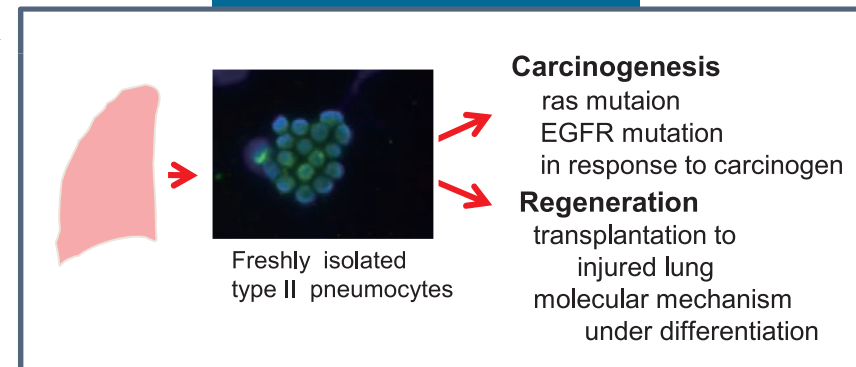 Carcinogenesis
ras mutaion
EGFR mutation
in response to carcinogen
Regeneration
transplantation to
injured lung
molecular mechanism
under differentiation
Freshly isolated
type II pneumocytes